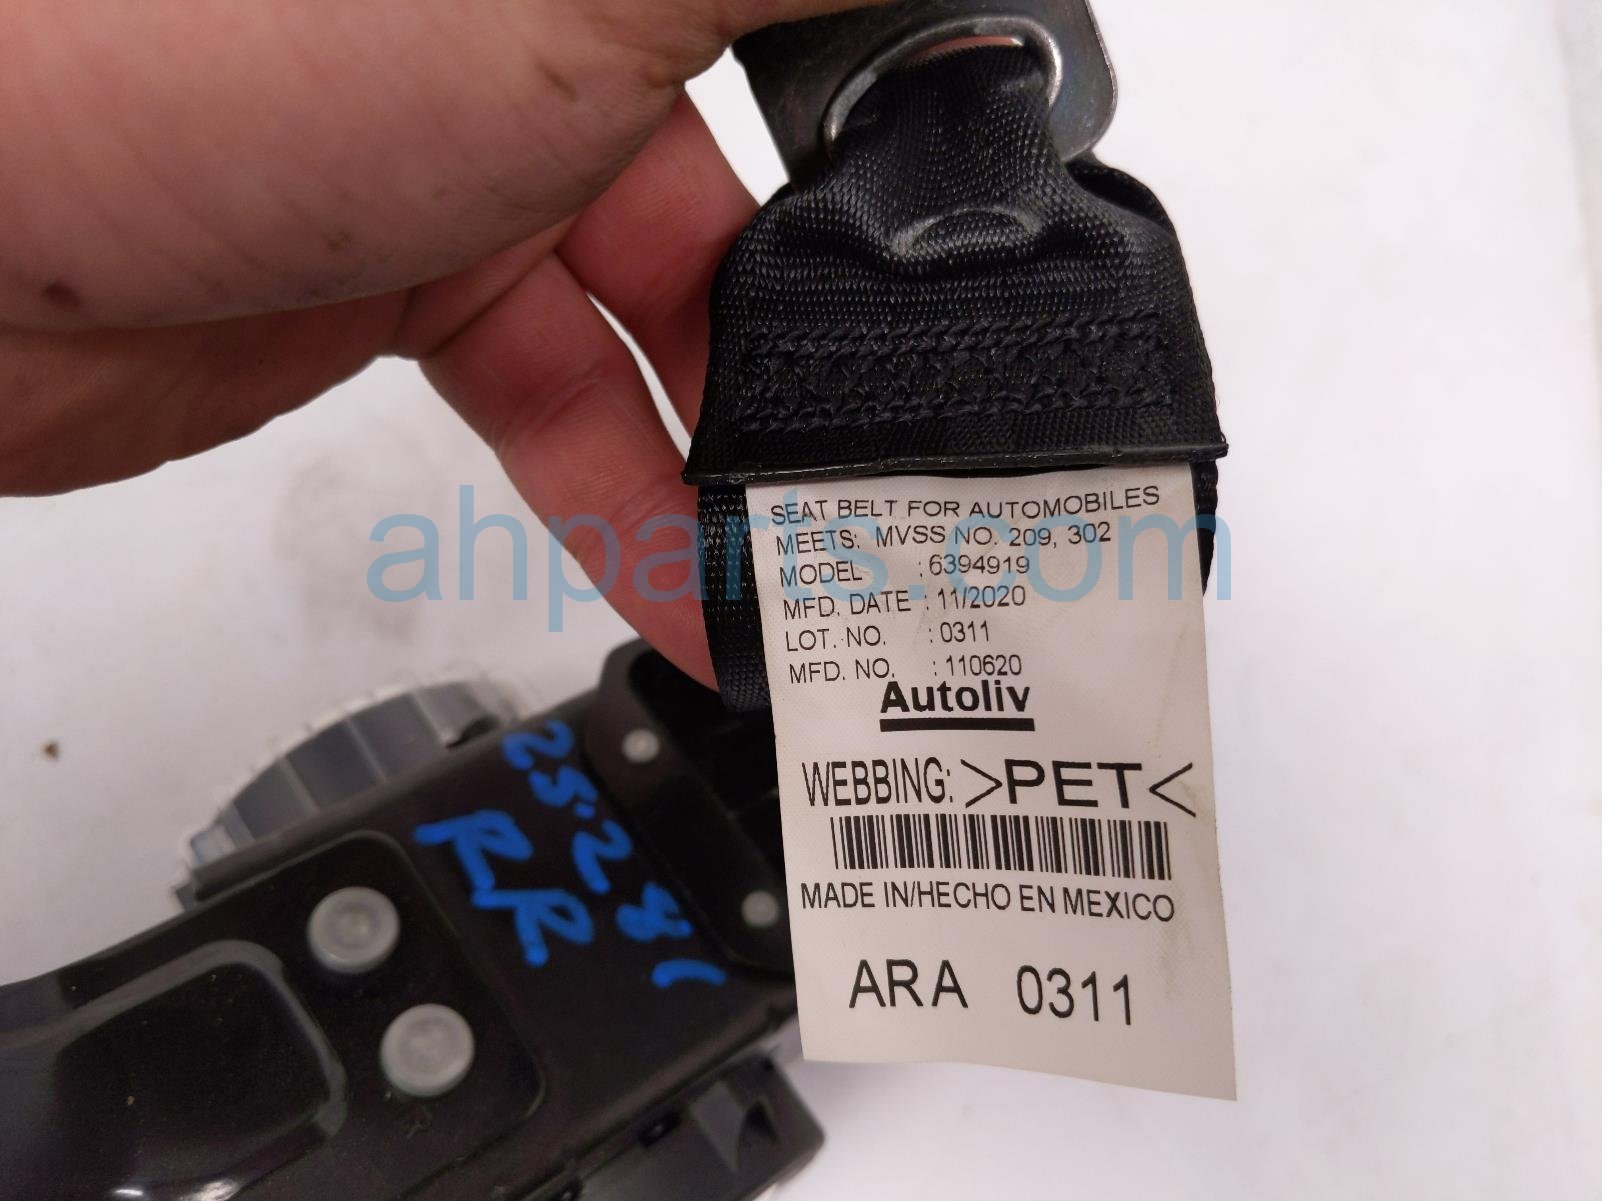 SEAT BELT FOR AUTOMOBILES
MEETS: MVSS NO. 209, 302
MODEL : 6394919
MFD. DATE : 11/2020
LOT. NO. : 0311
MFD. NO. : 110620
Autoliv
WEBBING: >PET<
MADE IN/HECHO EN MEXICO
ARA 0311
ahparts.com
RR